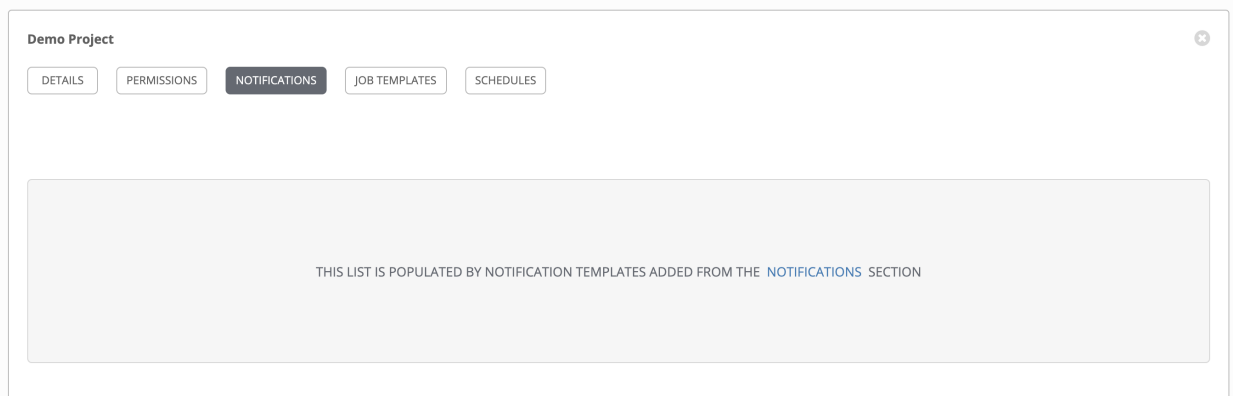 Demo Project
DETAILS PERMISSIONS NOTIFICATIONS JOB TEMPLATES SCHEDULES
THIS LIST IS POPULATED BY NOTIFICATION TEMPLATES ADDED FROM THE NOTIFICATIONS SECTION